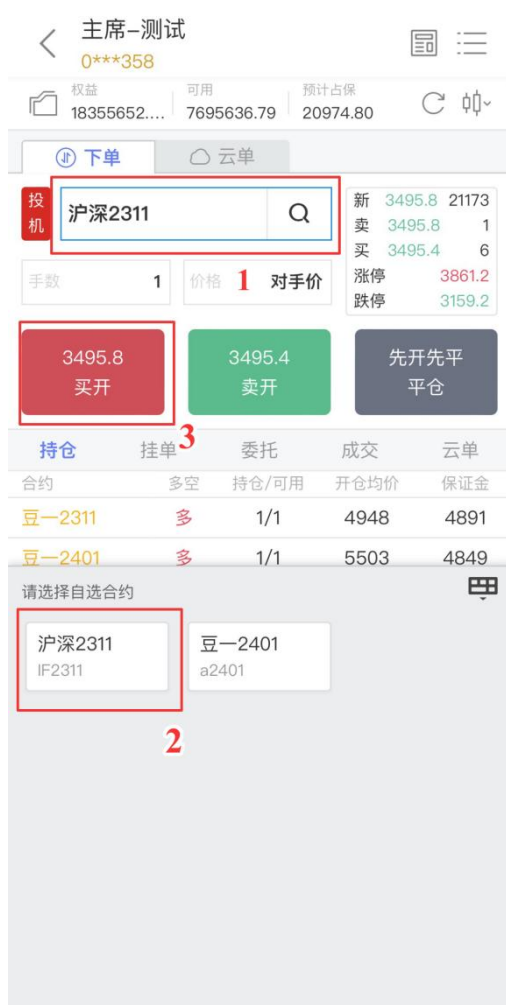 主席-测试
0***358
权益 可用 预计占保
18355652.... 7695636.79 20974.80
下单 云单
投机 沪深2311
新 3495.8 21173
卖 3495.8 1
买 3495.4 6
涨停 3861.2
跌停 3159.2
手数 1 价格 1 对手价
3495.8 3495.4 先开先平
买开 卖开 平仓
3
持仓 挂单 委托 成交 云单
合约 多空 持仓/可用 开仓均价 保证金
豆一2311 多 1/1 4948 4891
豆一2401 多 1/1 5503 4849
请选择自选合约
沪深2311 豆一2401
IF2311 a2401
2